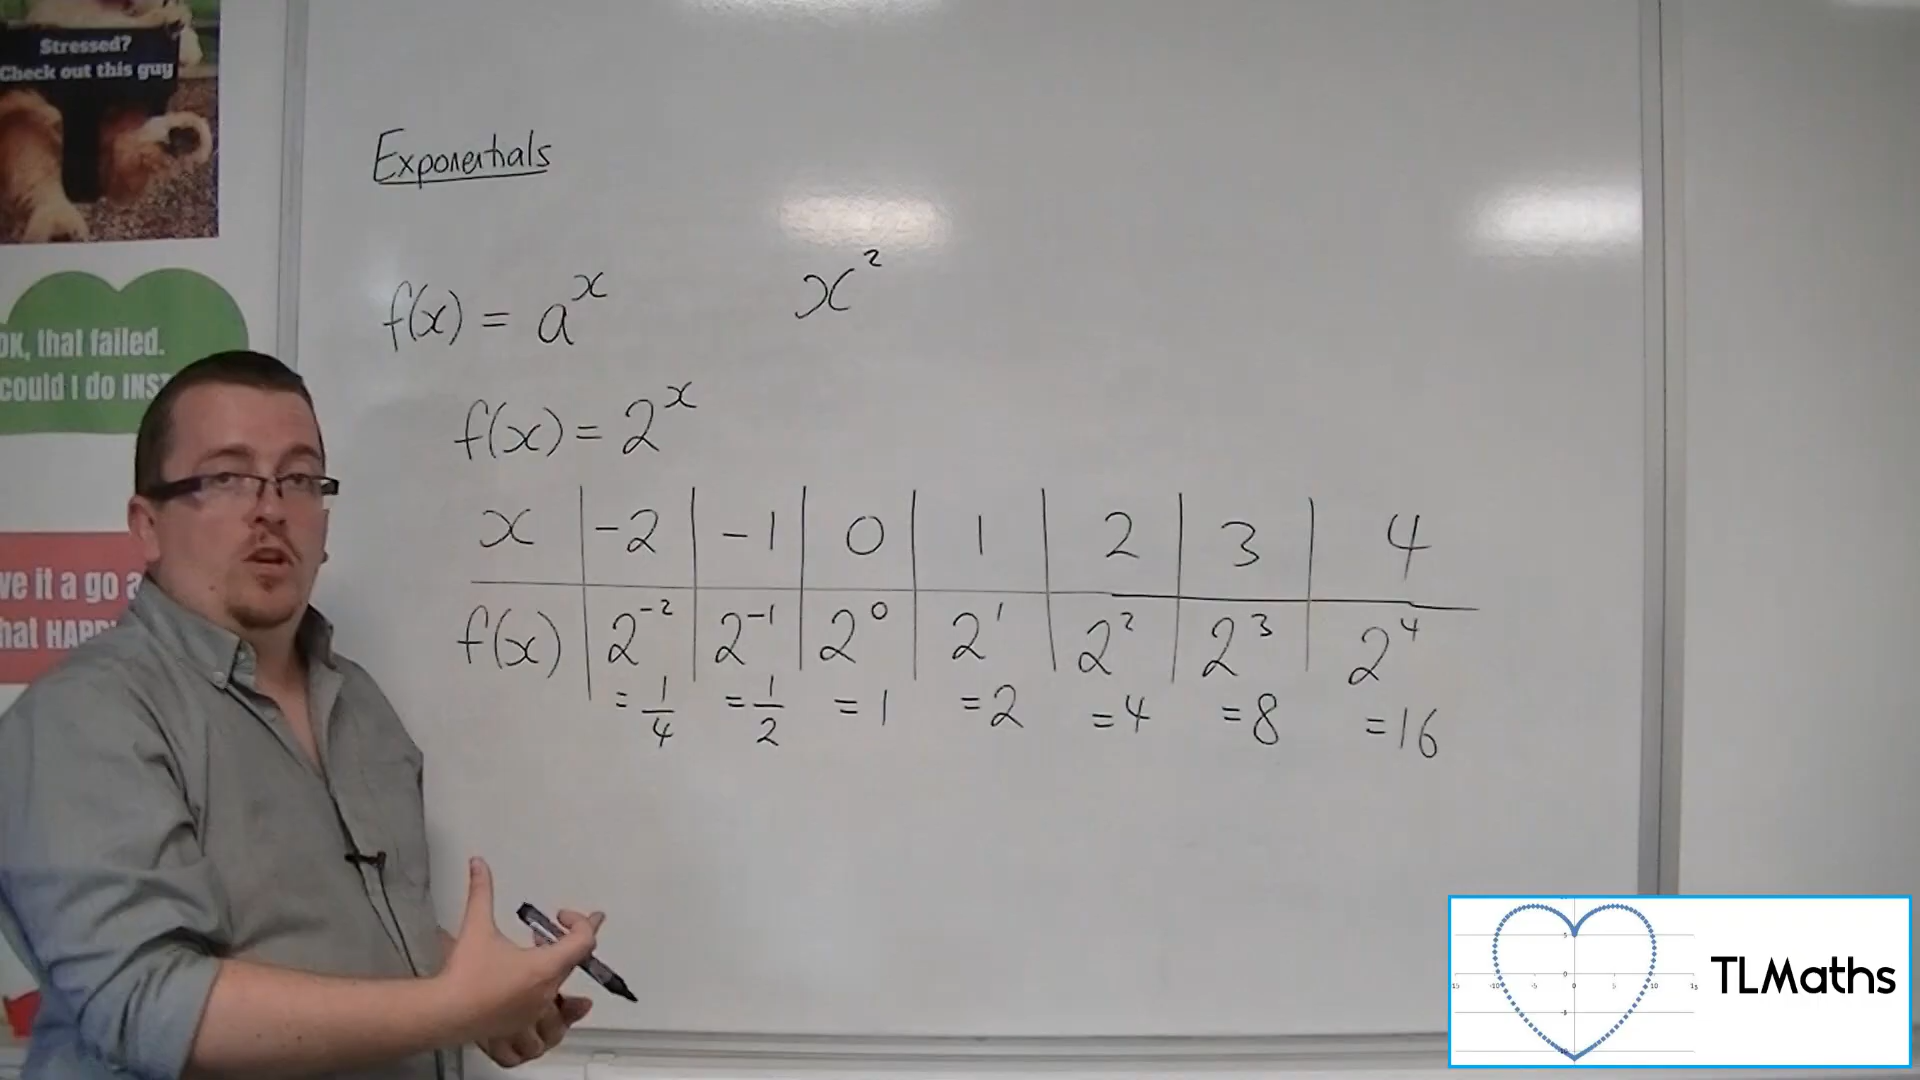 Stressed?
Check out this guy
OK, that failed.
could I do INST
ve it a go a
hat HAPP
Exponentials
f(x) = a^x
x^2
f(x) = 2^x
x -2 -1 0 1 2 3 4
f(x) 2^-2 2^-1 2^0 2^1 2^2 2^3 2^4
=1/4 =1/2 =1 =2 =4 =8 =16
TLMaths